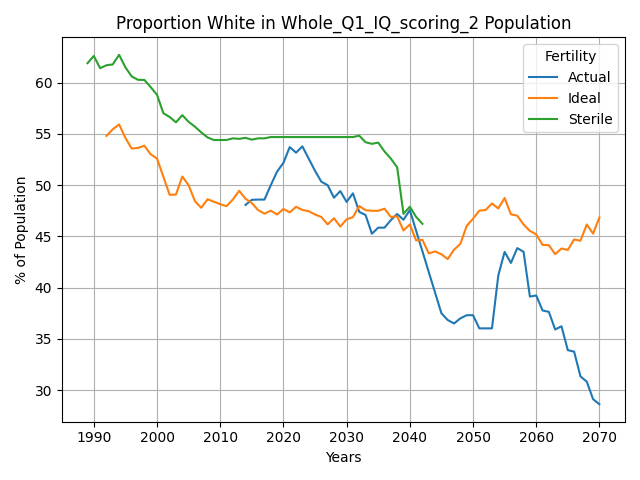 Proportion White in Whole_Q1_IQ_scoring_2 Population
Fertility
Actual
Ideal
Sterile
% of Population
60
55
50
45
40
35
30
1990 2000 2010 2020 2030 2040 2050 2060 2070
Years